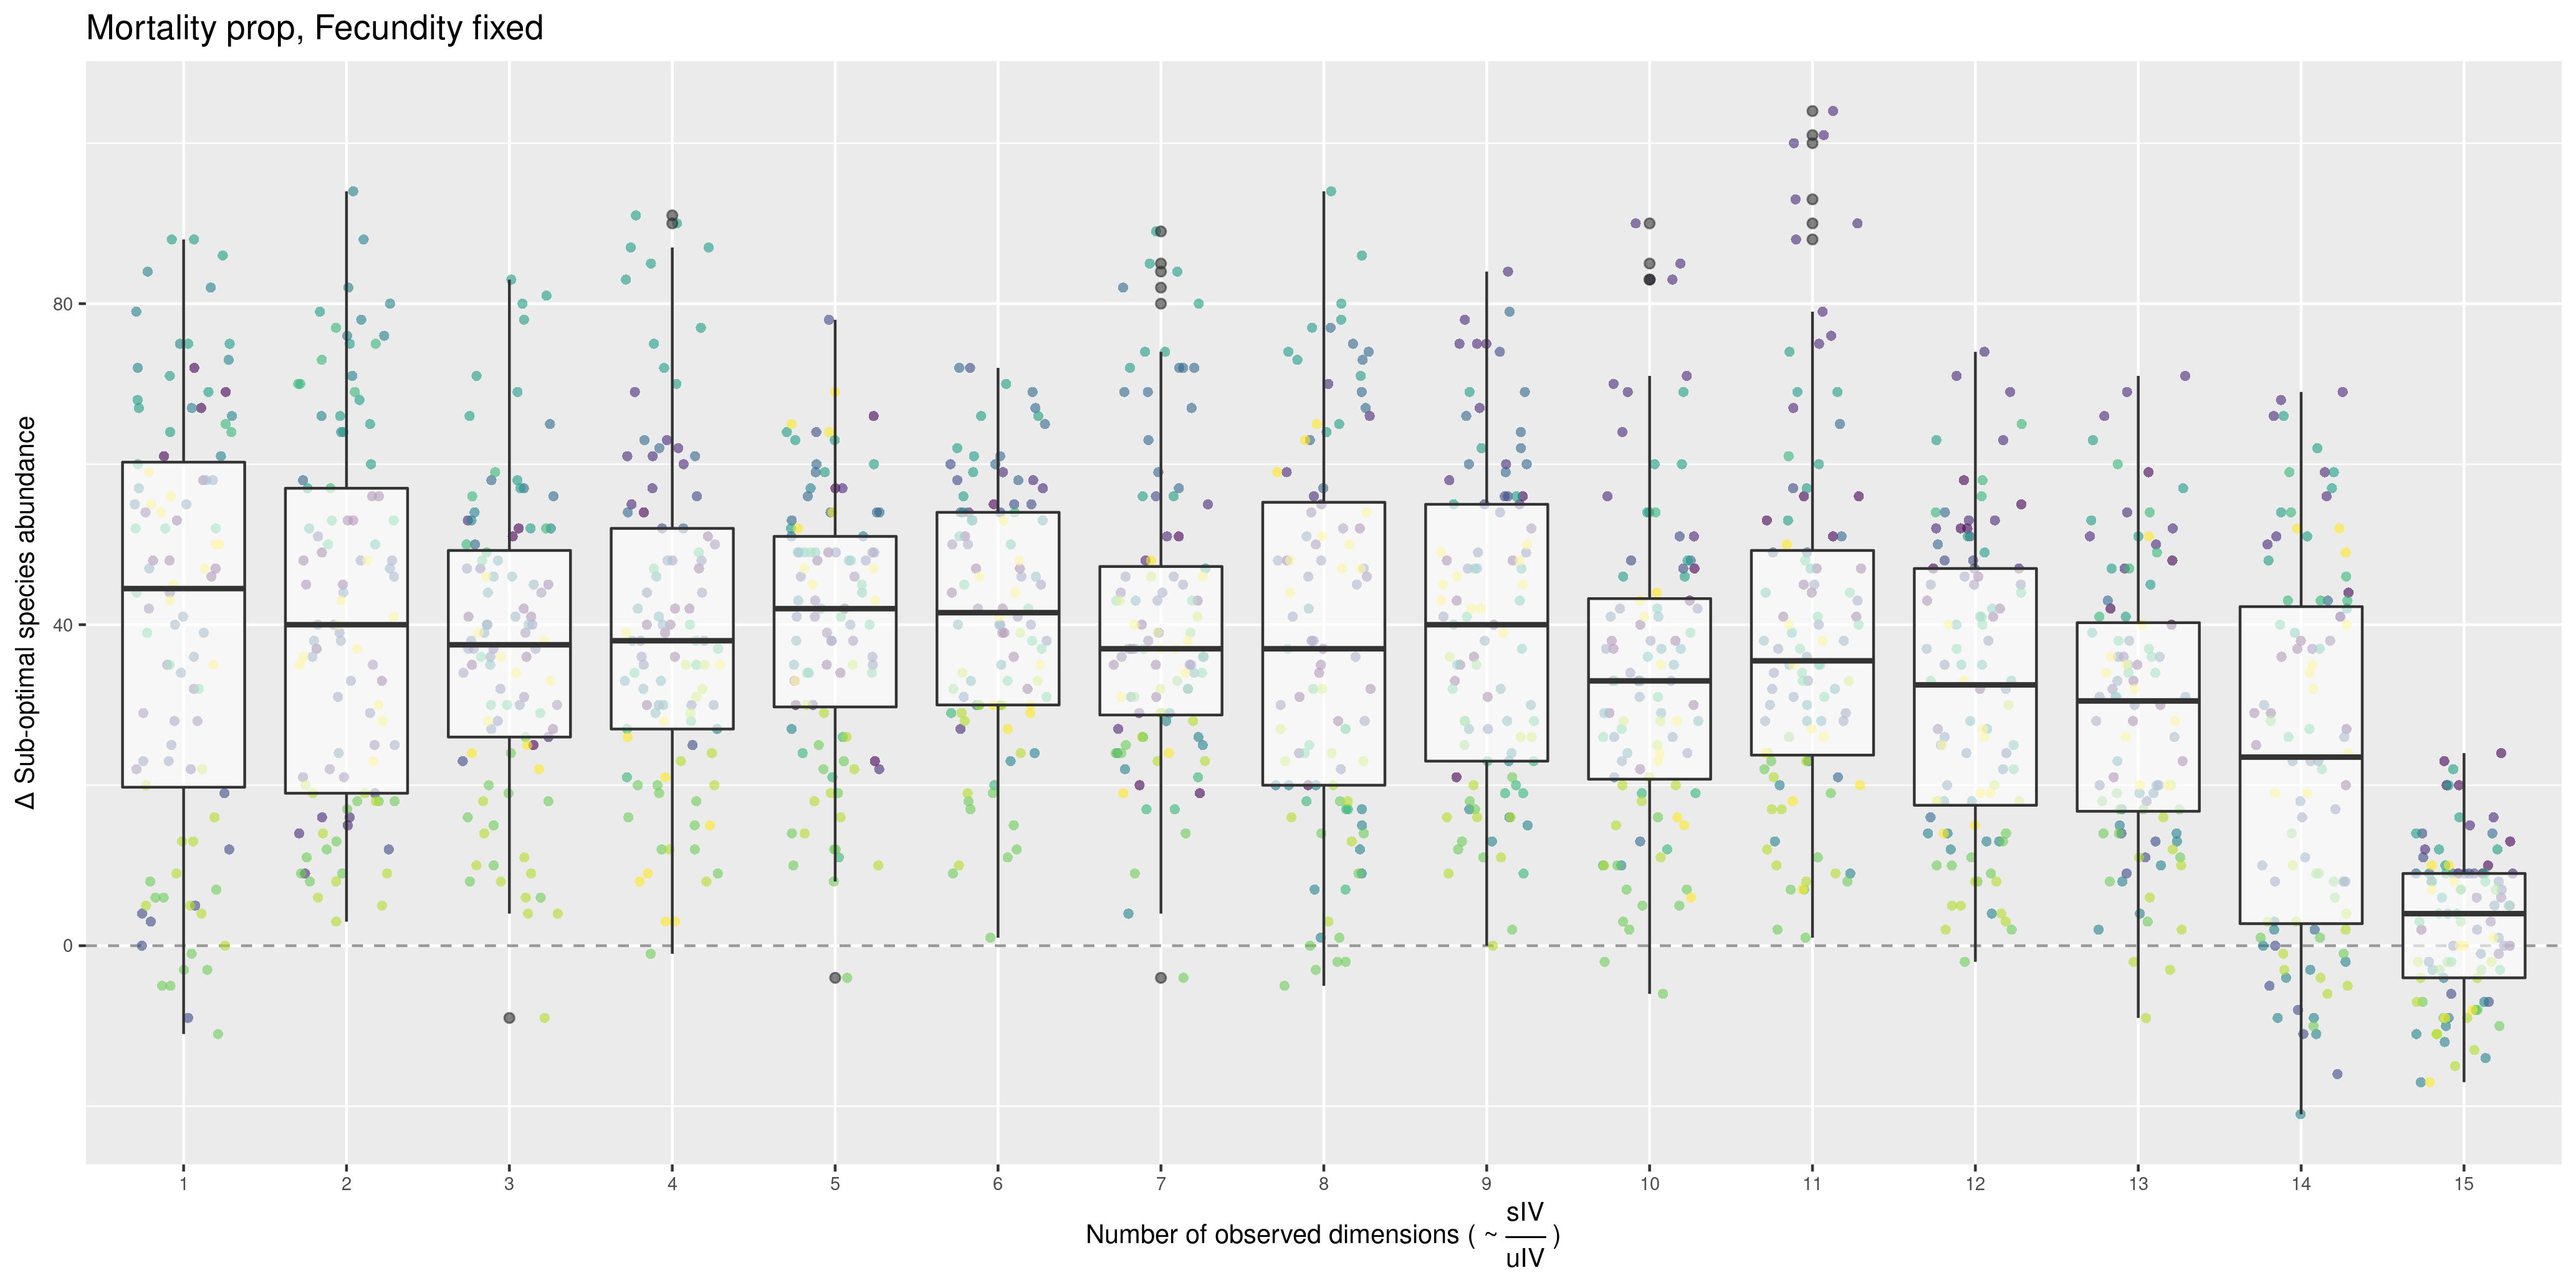 Mortality prop, Fecundity fixed
Δ Sub-optimal species abundance
80
40
0
1 2 3 4 5 6 7 8 9 10 11 12 13 14 15
Number of observed dimensions ( ~ sIV
uIV )